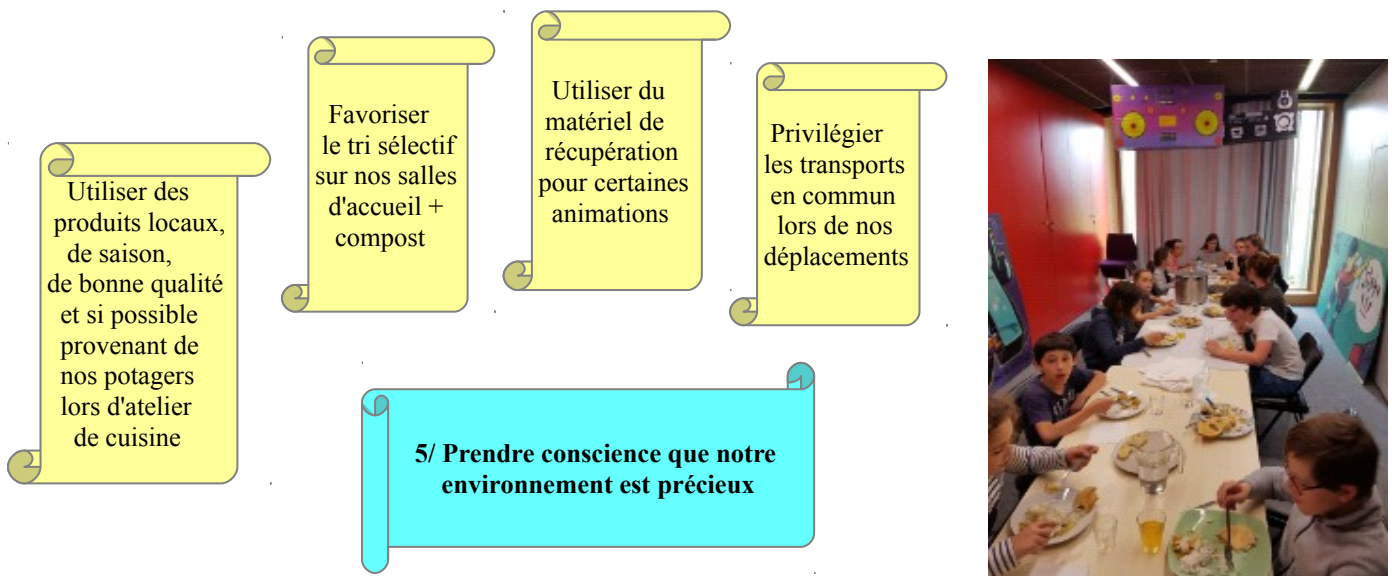 Utiliser des
produits locaux,
de saison,
de bonne qualité
et si possible
provenant de
nos potagers
lors d'atelier
de cuisine
Favoriser
le tri sélectif
sur nos salles
d'accueil +
compost
Utiliser du
matériel de
récupération
pour certaines
animations
Privilégier
les transports
en commun
lors de nos
déplacements
5/ Prendre conscience que notre
environnement est précieux